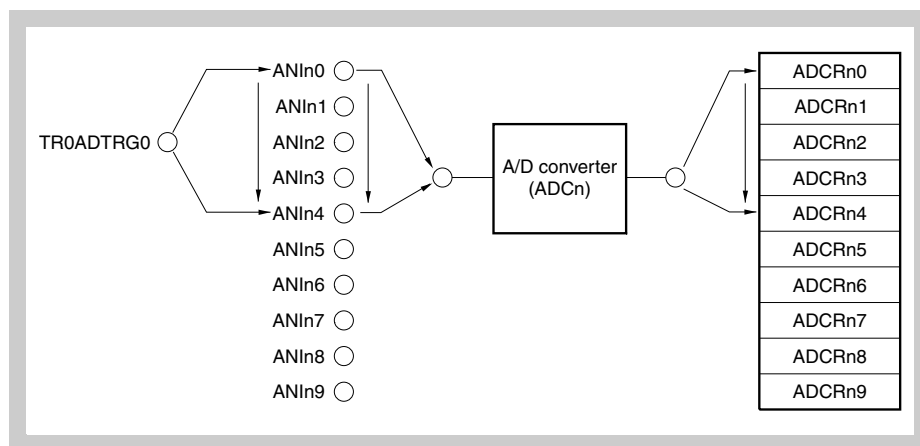 TR0ADTRG0
ANIn0
ANIn1
ANIn2
ANIn3
ANIn4
ANIn5
ANIn6
ANIn7
ANIn8
ANIn9
A/D converter
(ADCn)
ADCRn0
ADCRn1
ADCRn2
ADCRn3
ADCRn4
ADCRn5
ADCRn6
ADCRn7
ADCRn8
ADCRn9